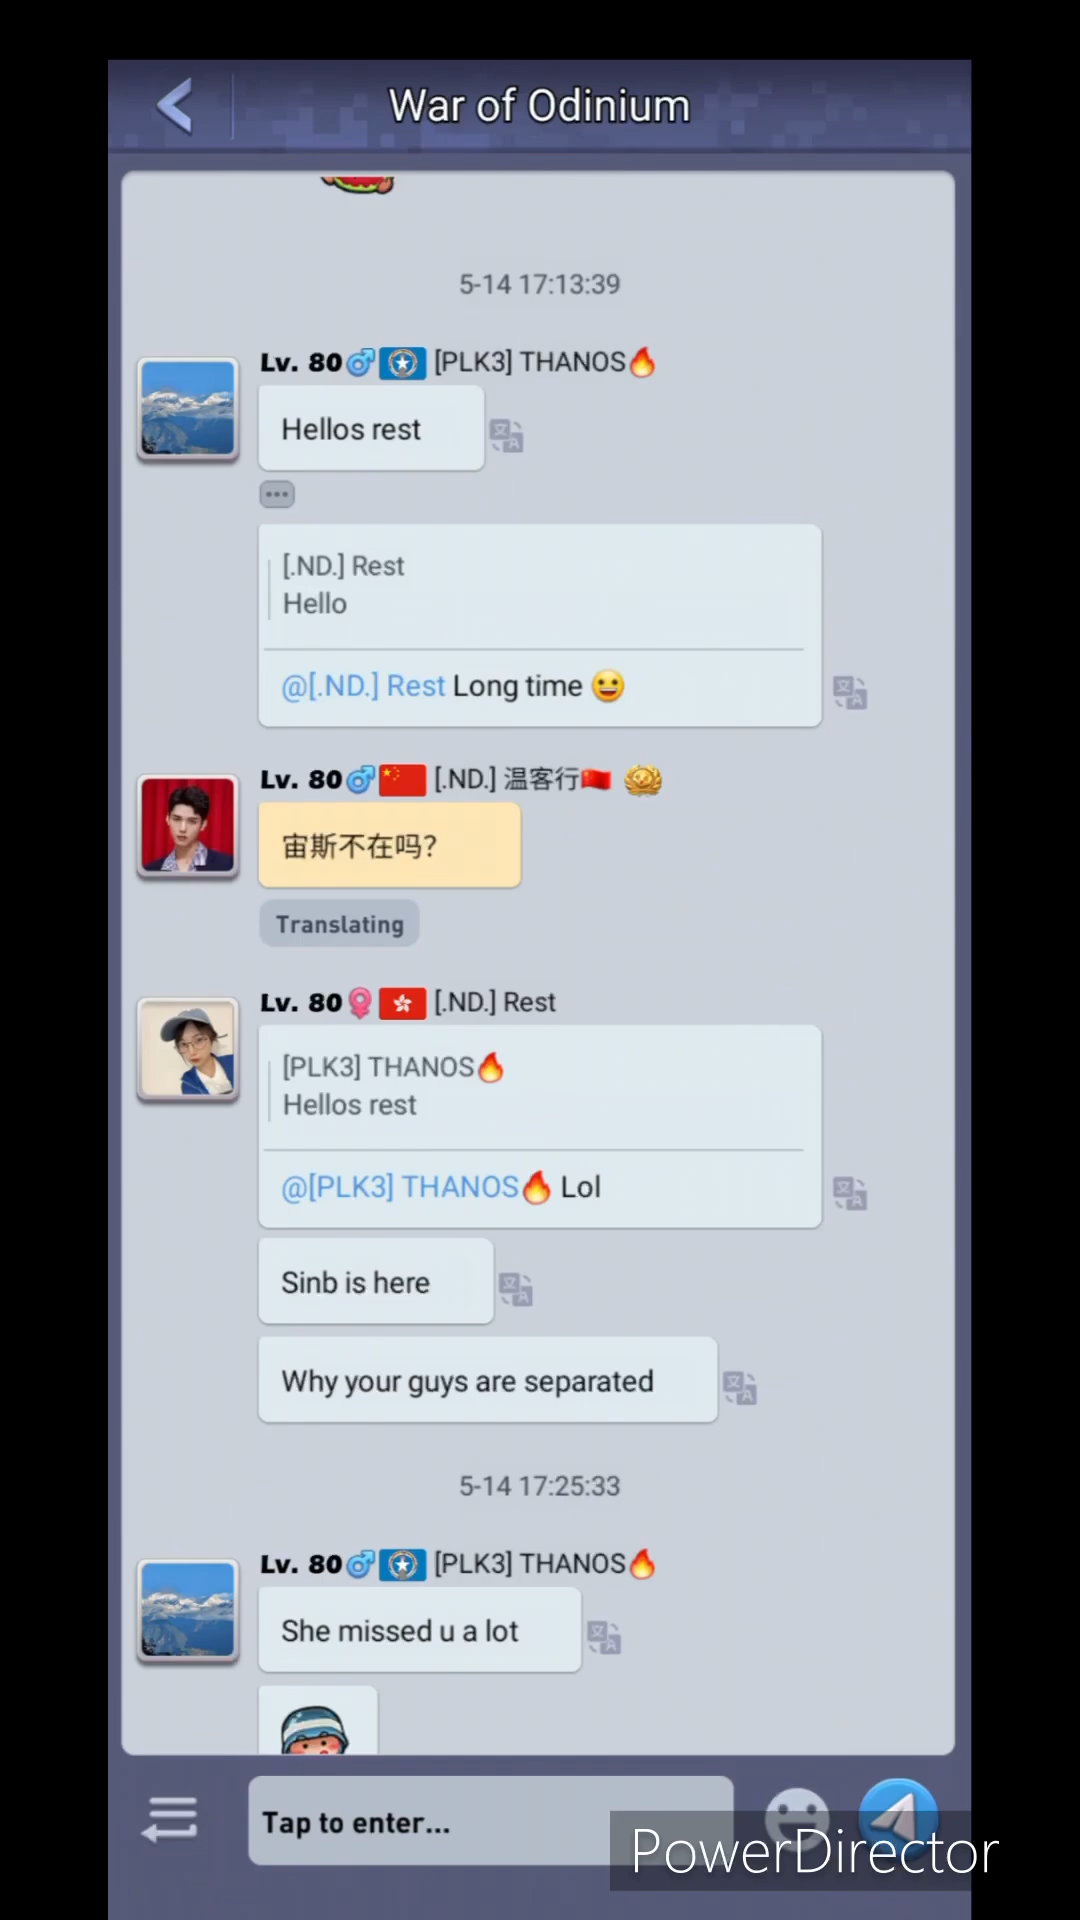 War of Odinium
5-14 17:13:39
Lv. 80 [PLK3] THANOS🔥
Hellos rest
[.ND.] Rest
Hello
@[.ND.] Rest Long time 😀
Lv. 80 [.ND.] 温客行🇨🇳
宙斯不在吗?
Translating
Lv. 80 [.ND.] Rest
[PLK3] THANOS🔥
Hellos rest
@[PLK3] THANOS🔥 Lol
Sinb is here
Why your guys are separated
5-14 17:25:33
Lv. 80 [PLK3] THANOS🔥
She missed u a lot
Tap to enter...
PowerDirector